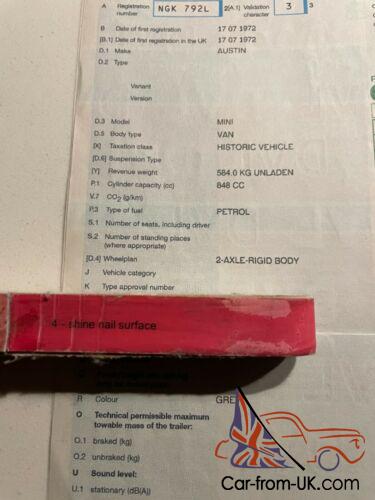 A Registration number NGK 792L 2(A.1) Validation character 3 3
B Date of first registration 17 07 1972
[B.1] Date of first registration in the UK 17 07 1972
D.1 Make AUSTIN
D.2 Type
Variant
Version
D.3 Model MINI
D.5 Body type VAN
[X] Taxation class HISTORIC VEHICLE
[D.6] Suspension Type
[Y] Revenue weight 584.0 KG UNLADEN
P.1 Cylinder capacity (cc) 848 CC
V.7 CO2 (g/km)
P.3 Type of fuel PETROL
S.1 Number of seats, including driver
S.2 Number of standing places
(where appropriate)
[D.4] Wheelplan 2-AXLE-RIGID BODY
J Vehicle category
K Type approval number
4 - shine nail surface
R Colour GRE
O Technical permissible maximum
towable mass of the trailer:
O.1 braked (kg)
O.2 unbraked (kg)
U Sound level:
U.1 stationary (dB(A))
Car-from-UK.com